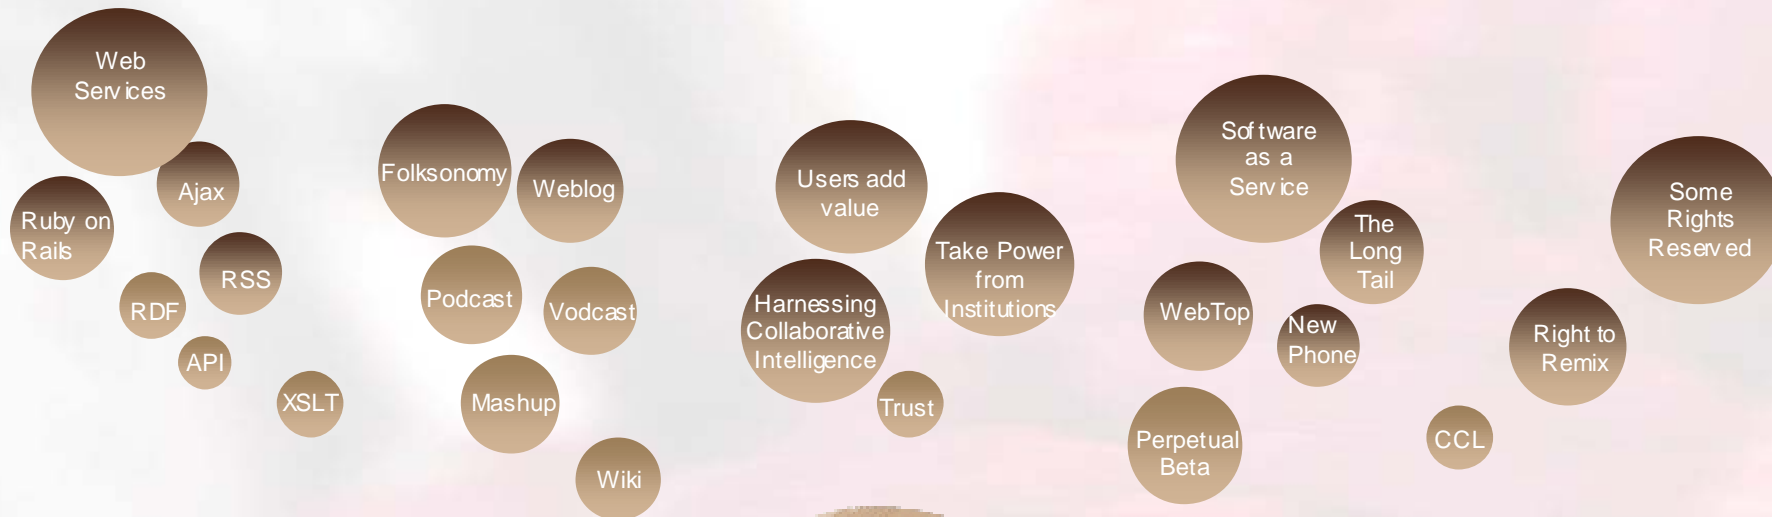 Web
Services
Ajax
Ruby on
Rails
RSS
RDF
API
XSLT
Folksonomy
Weblog
Podcast
Vodcast
Mashup
Wiki
Users add
value
Take Power
from
Institutions
Harnessing
Collaborative
Intelligence
Trust
Software
as a
Service
The
Long
Tail
WebTop
New
Phone
Perpetual
Beta
Some
Rights
Reserved
Right to
Remix
CCL